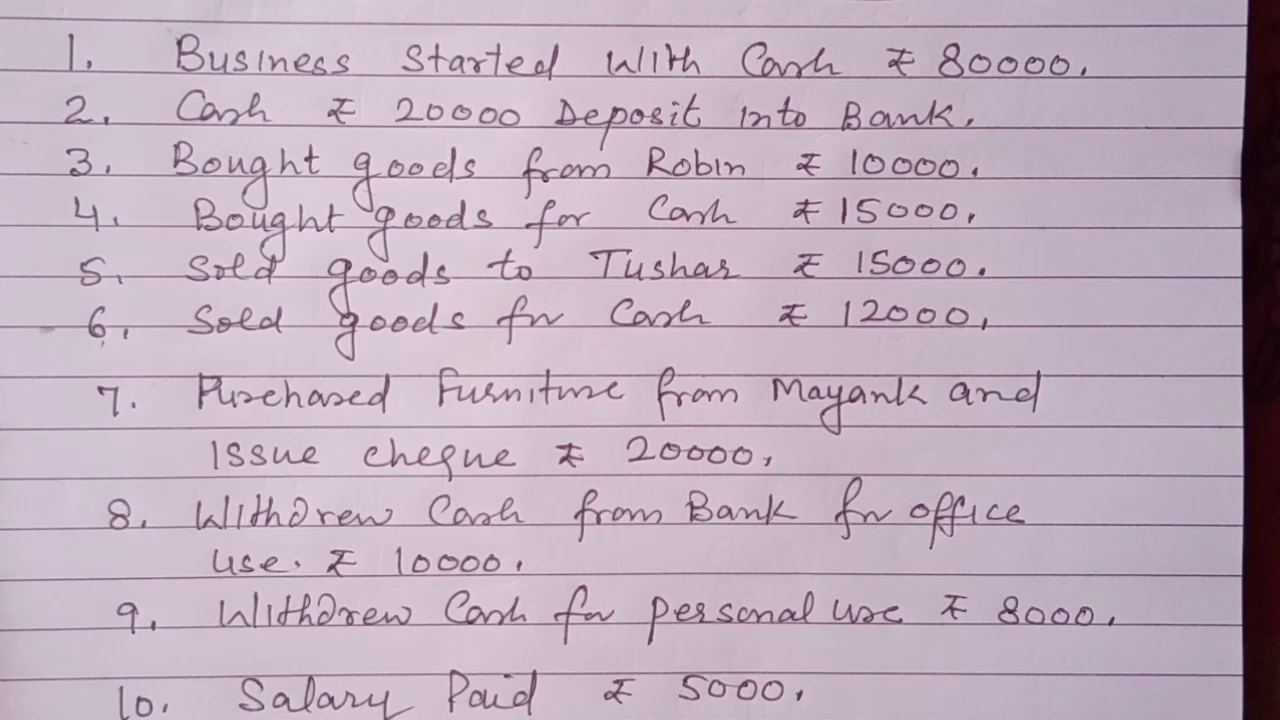 1. Business Started With Cash ₹ 80000.
2. Cash ₹ 20000 Deposit into Bank.
3. Bought goods from Robin ₹ 10000.
4. Bought goods for Cash ₹ 15000.
5. Sold goods to Tushar ₹ 15000.
6. Sold goods for Cash ₹ 12000.
7. Purchased Furniture from Mayank and
Issue cheque ₹ 20000.
8. Withdrew Cash from Bank for office
use. ₹ 10000.
9. Withdrew Cash for personal use ₹ 8000.
10. Salary Paid ₹ 5000.